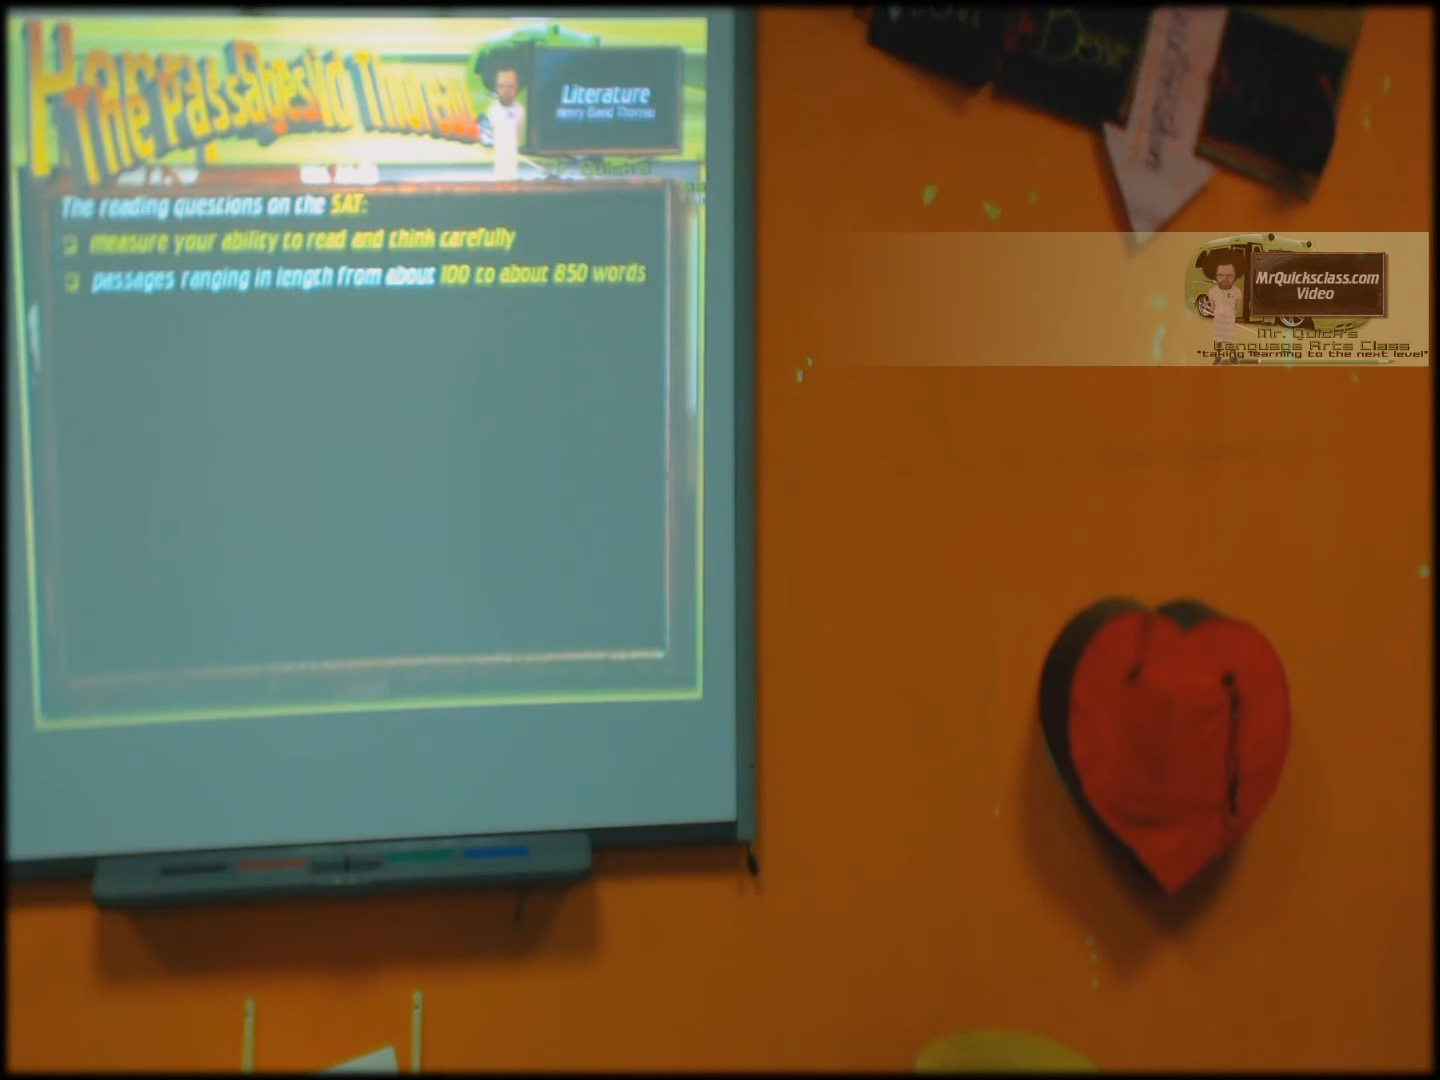 The Passages
Literature
Henry David Thoreau
The reading questions on the SAT:
measure your ability to read and think carefully
passages ranging in length from about 100 to about 850 words
Besse
MrQuicksclass.com
Video
Mr. Quick's
Language Arts Class
"taking learning to the next level"